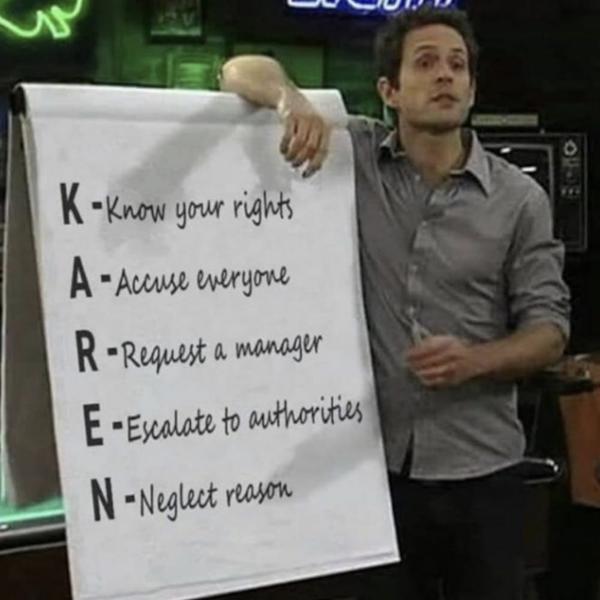 K - Know your rights
A - Accuse everyone
R - Request a manager
E - Escalate to authorities
N - Neglect reason